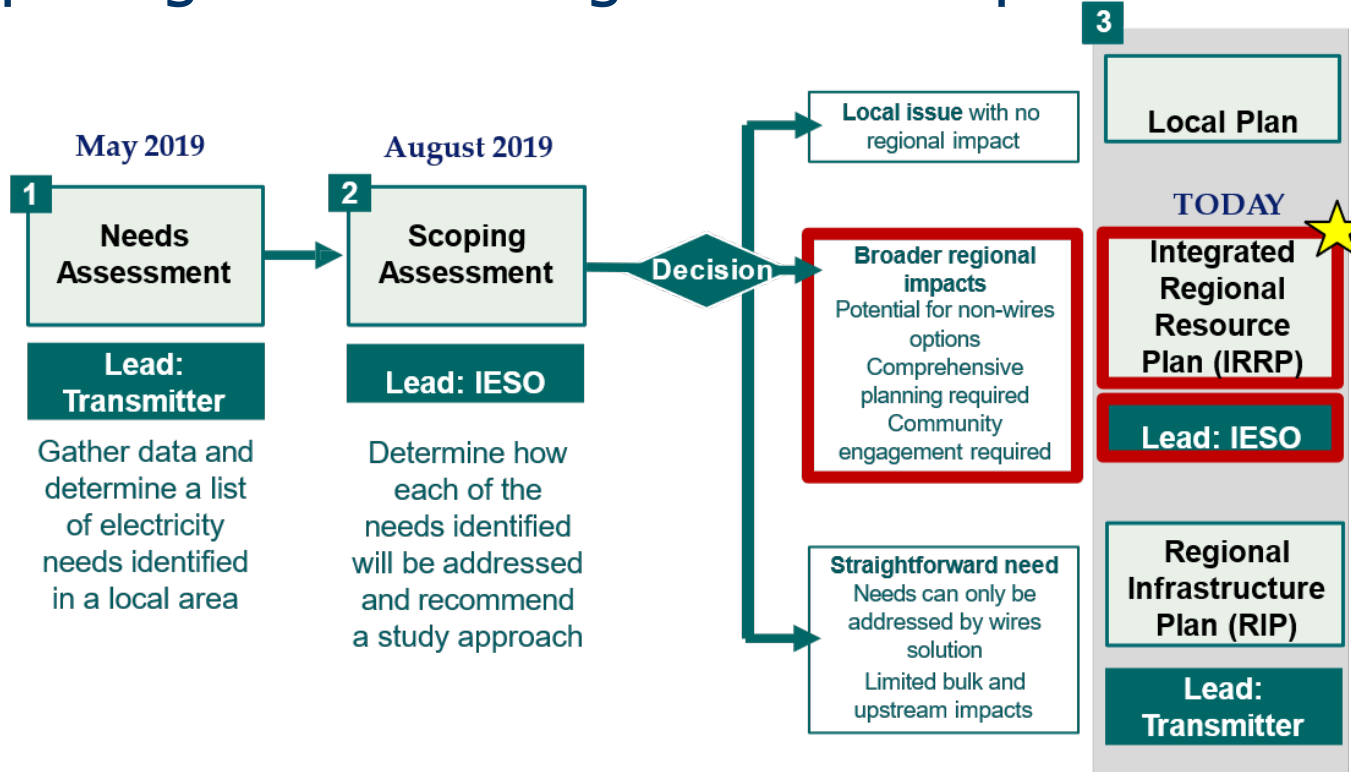 3
May 2019
1
Needs
Assessment
Lead:
Transmitter
Gather data and
determine a list
of electricity
needs identified
in a local area
August 2019
2
Scoping
Assessment
Lead: IESO
Determine how
each of the
needs identified
will be addressed
and recommend
a study approach
Decision
Local issue with no
regional impact
Broader regional
impacts
Potential for non-wires
options
Comprehensive
planning required
Community
engagement required
Straightforward need
Needs can only be
addressed by wires
solution
Limited bulk and
upstream impacts
Local Plan
TODAY
Integrated
Regional
Resource
Plan (IRRP)
Lead: IESO
Regional
Infrastructure
Plan (RIP)
Lead:
Transmitter